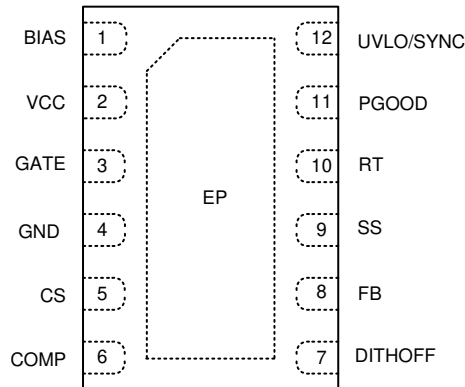 BIAS 1 12 UVLO/SYNC
VCC 2 11 PGOOD
GATE 3 10 RT
EP
GND 4 9 SS
CS 5 8 FB
COMP 6 7 DITHOFF